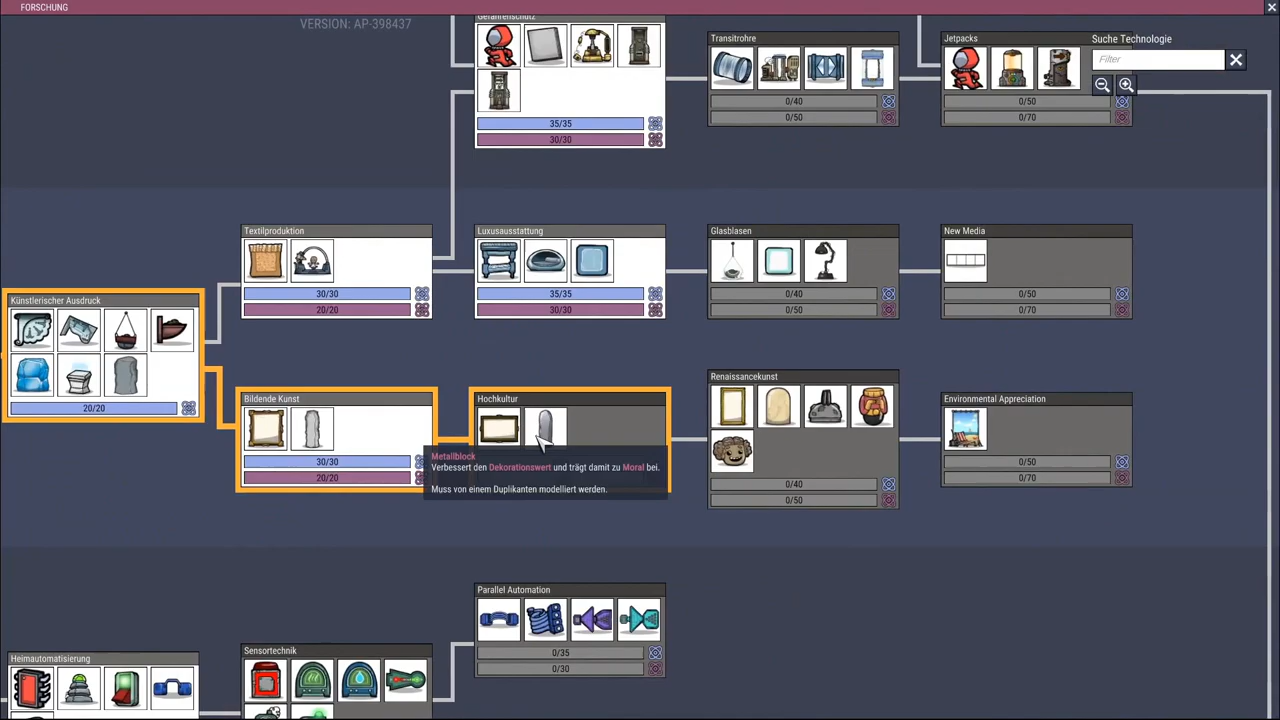 FORSCHUNG
VERSION: AP-398437
Gefahrenschutz
35/35
30/30
Transitrohre
0/40
0/50
Jetpacks
0/50
0/70
Suche Technologie
Filter
Textilproduktion
30/30
20/20
Luxusausstattung
35/35
30/30
Glasblasen
0/40
0/50
New Media
0/50
0/70
Künstlerischer Ausdruck
20/20
Bildende Kunst
30/30
20/20
Hochkultur
Metallblock
Verbessert den Dekorationswert und trägt damit zu Moral bei.
Muss von einem Duplikanten modelliert werden.
Renaissancekunst
0/40
0/50
Environmental Appreciation
0/50
0/70
Parallel Automation
0/35
0/30
Heimautomatisierung
Sensortechnik